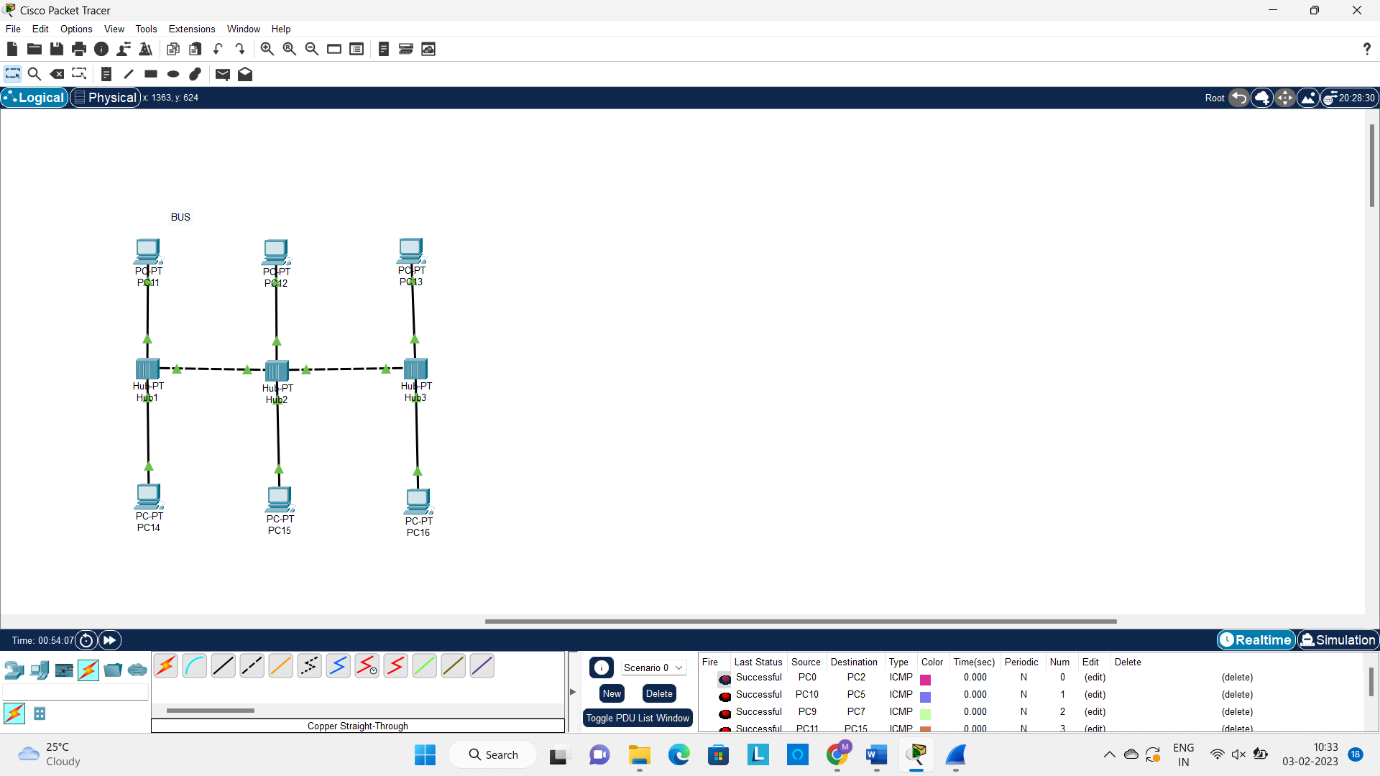 Cisco Packet Tracer
File Edit Options View Tools Extensions Window Help
?
Logical Physical x: 1363, y: 624 Root 20:28:30
BUS
PC-PT PC-PT PC-PT
PC11 PC12 PC13
Hub-PT Hub-PT Hub-PT
Hub1 Hub2 Hub3
PC-PT PC-PT PC-PT
PC14 PC15 PC16
Time: 00:54:07 Realtime Simulation
Scenario 0
New Delete
Toggle PDU List Window
Fire Last Status Source Destination Type Color Time(sec) Periodic Num Edit Delete
Successful PC0 PC2 ICMP 0.000 N 0 (edit) (delete)
Successful PC10 PC5 ICMP 0.000 N 1 (edit) (delete)
Successful PC9 PC7 ICMP 0.000 N 2 (edit) (delete)
Successful PC11 PC15 ICMP 0.000 N 3 (edit) (delete)
Copper Straight-Through
25°C
Cloudy
Search
M
ENG
IN
10:33
03-02-2023
18